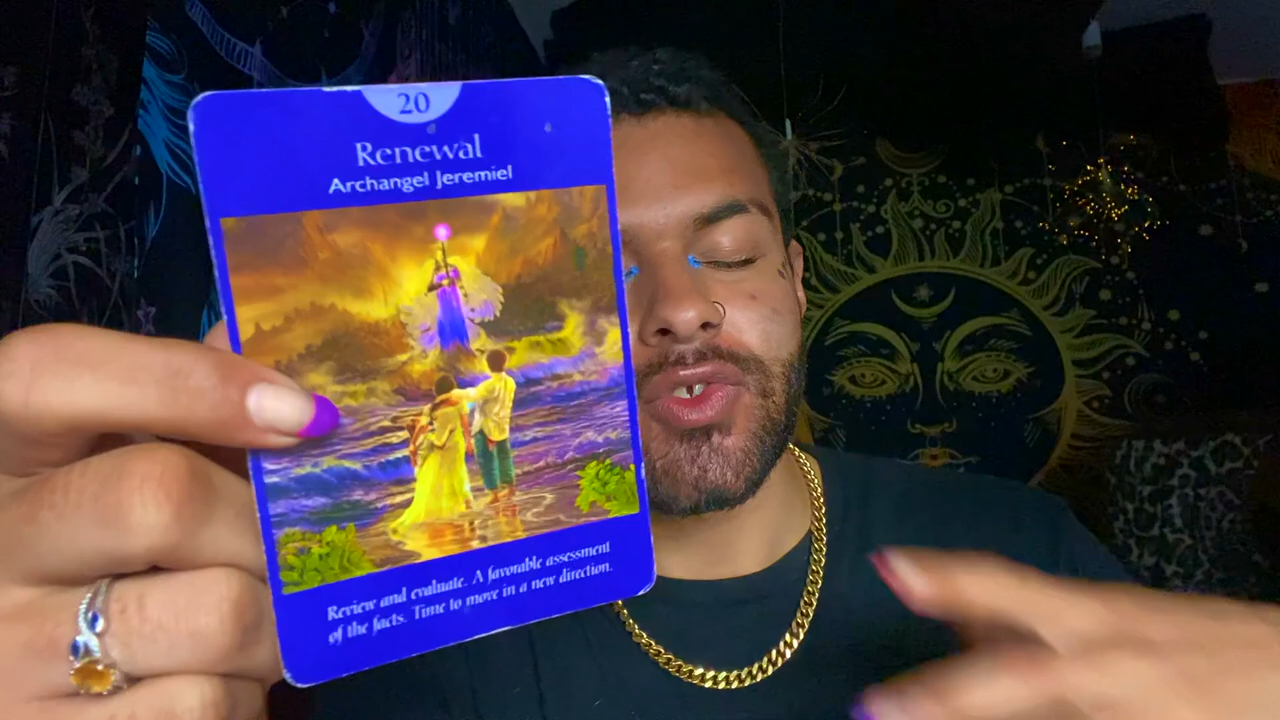 20
Renewal
Archangel Jeremiel
Review and evaluate. A favorable assessment
of the facts. Time to move in a new direction.